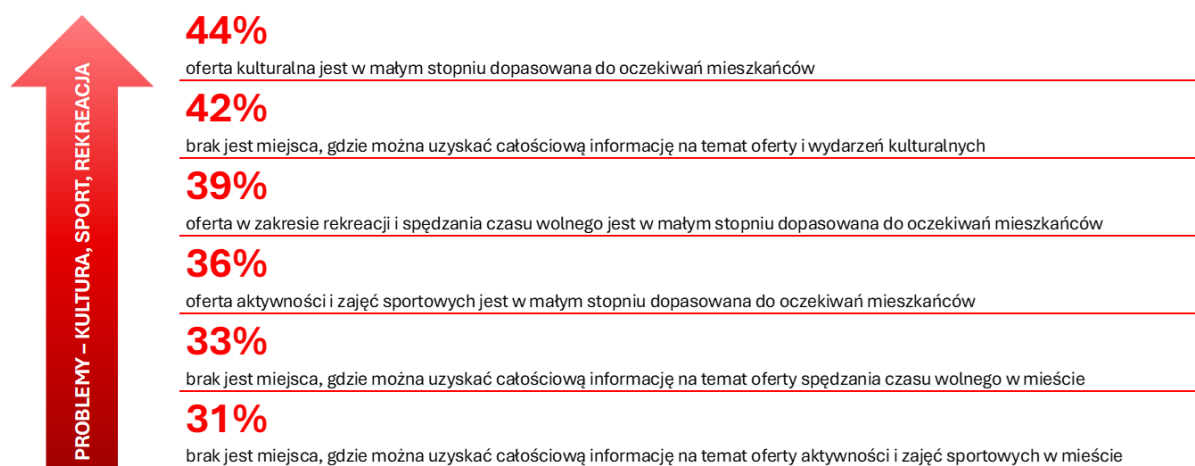 PROBLEMY – KULTURA, SPORT, REKREACJA
44%
oferta kulturalna jest w małym stopniu dopasowana do oczekiwań mieszkańców
42%
brak jest miejsca, gdzie można uzyskać całościową informację na temat oferty i wydarzeń kulturalnych
39%
oferta w zakresie rekreacji i spędzania czasu wolnego jest w małym stopniu dopasowana do oczekiwań mieszkańców
36%
oferta aktywności i zajęć sportowych jest w małym stopniu dopasowana do oczekiwań mieszkańców
33%
brak jest miejsca, gdzie można uzyskać całościową informację na temat oferty spędzania czasu wolnego w mieście
31%
brak jest miejsca, gdzie można uzyskać całościową informację na temat oferty aktywności i zajęć sportowych w mieście